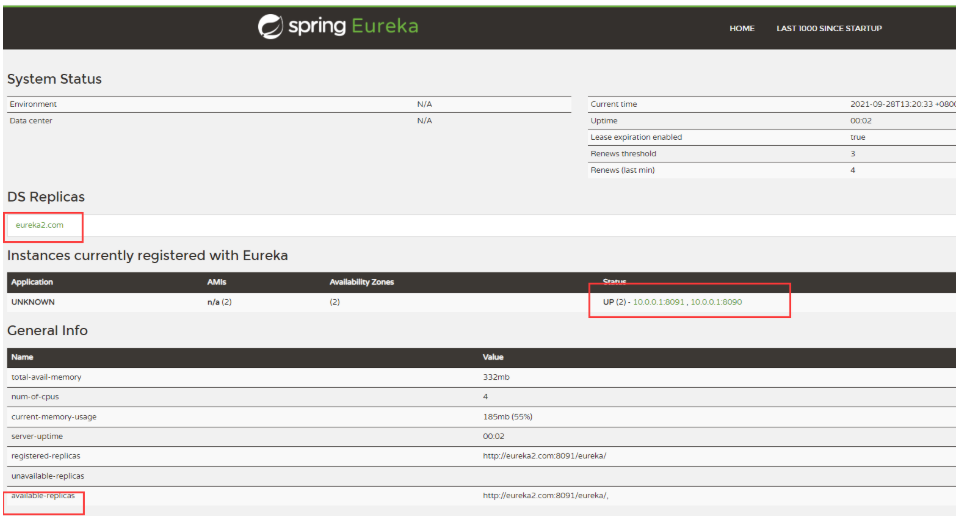 spring Eureka
HOME LAST 1000 SINCE STARTUP
System Status
Environment N/A
Data center N/A
Current time 2021-09-28T13:20:33 +0800
Uptime 00:02
Lease expiration enabled true
Renews threshold 3
Renews (last min) 4
DS Replicas
eureka2.com
Instances currently registered with Eureka
Application AMIs Availability Zones Status
UNKNOWN n/a (2) (2) UP (2) - 10.0.0.1:8091 , 10.0.0.1:8090
General Info
Name Value
total-avail-memory 332mb
num-of-cpus 4
current-memory-usage 185mb (55%)
server-uptime 00:02
registered-replicas http://eureka2.com:8091/eureka/
unavailable-replicas
available-replicas http://eureka2.com:8091/eureka/,